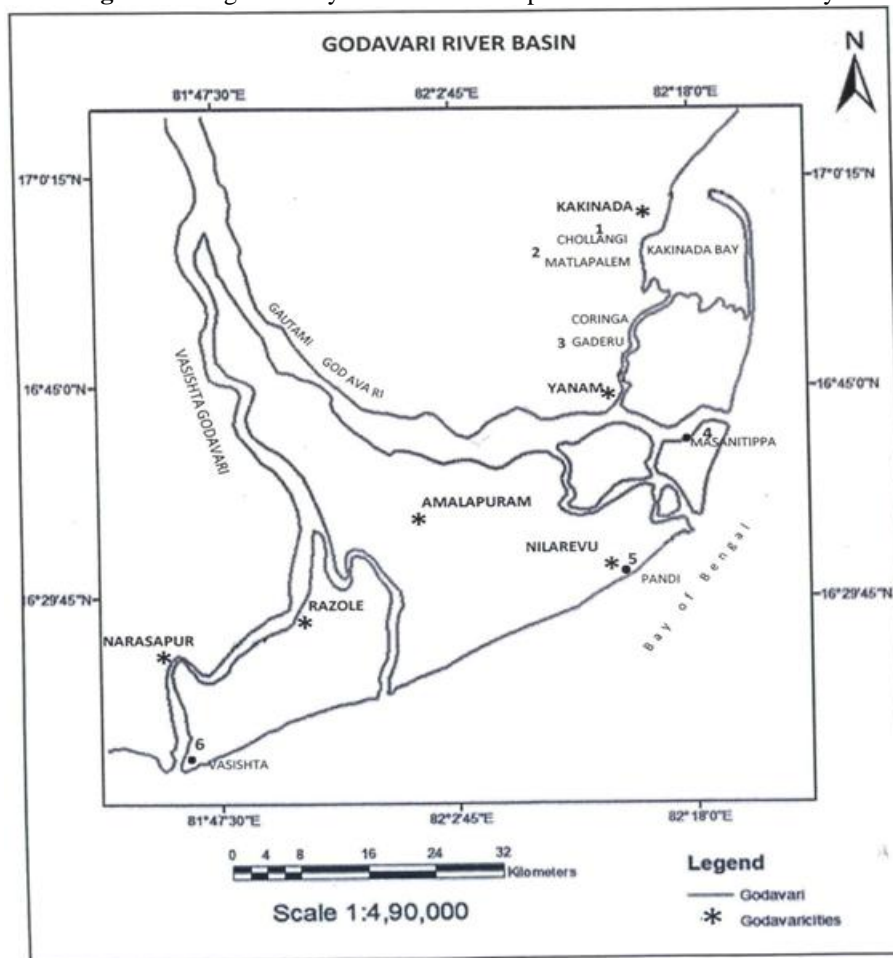 GODAVARI RIVER BASIN
N
81°47'30"E
82°2'45"E
82°18'0"E
17°0'15"N
17°0'15"N
KAKINADA
1
CHOLLANGI
2
MATLAPALEM
KAKINADA BAY
CORINGA
3 GADERU
GAUTAMI
GODAVARI
VASISHTA GODAVARI
16°45'0"N
16°45'0"N
YANAM
4
MASANITIPPA
AMALAPURAM
NILAREVU
5
PANDI
Bay of Bengal
16°29'45"N
16°29'45"N
RAZOLE
NARASAPUR
6
VASISHTA
81°47'30"E
82°2'45"E
82°18'0"E
0 4 8 16 24 32
Kilometers
Scale 1:4,90,000
Legend
Godavari
Godavaricities